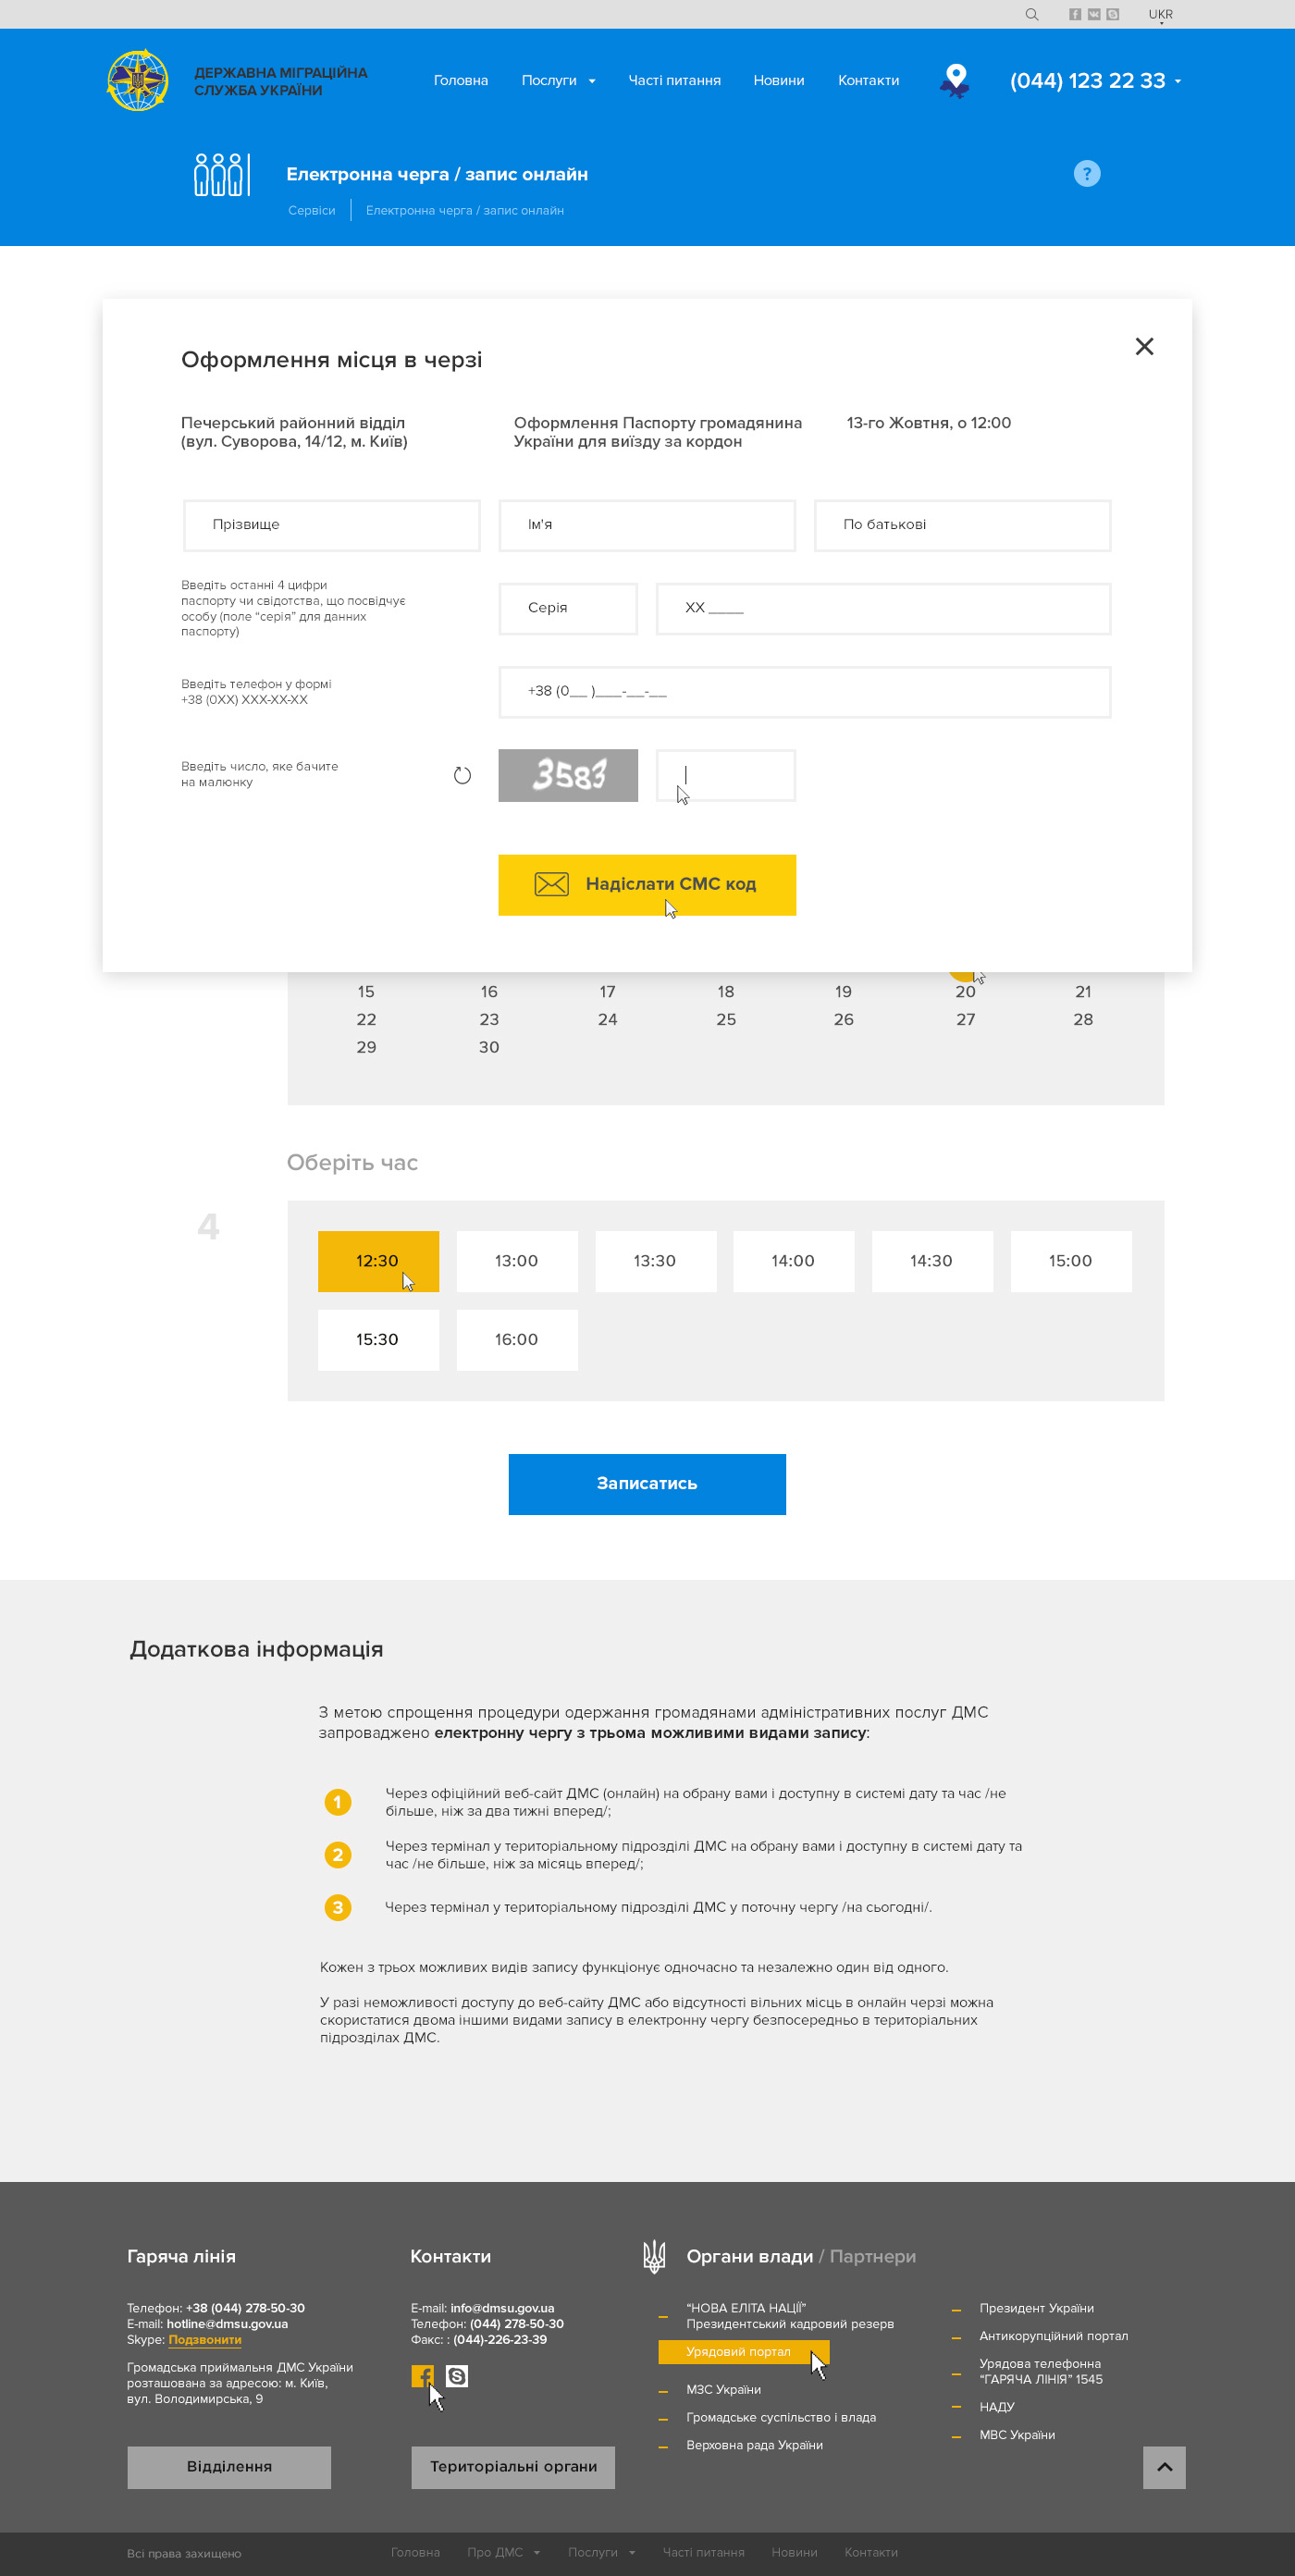 UKR
ДЕРЖАВНА МІГРАЦІЙНА
СЛУЖБА УКРАЇНИ
Головна Послуги Часті питання Новини Контакти (044) 123 22 33
Електронна черга / запис онлайн
?
Сервіси Електронна черга / запис онлайн
Оформлення місця в черзі
Печерський районний відділ
(вул. Суворова, 14/12, м. Київ)
Оформлення Паспорту громадянина
України для виїзду за кордон
13-го Жовтня, о 12:00
Прізвище Ім'я По батькові
Введіть останні 4 цифри
паспорту чи свідотства, що посвідчує
особу (поле “серія” для данних
паспорту)
Серія XX ____
Введіть телефон у формі
+38 (0XX) XXX-XX-XX
+38 (0__ )___-__-__
Введіть число, яке бачите
на малюнку
3583
Надіслати СМС код
15 16 17 18 19 20 21
22 23 24 25 26 27 28
29 30
Оберіть час
4
12:30 13:00 13:30 14:00 14:30 15:00
15:30 16:00
Записатись
Додаткова інформація
З метою спрощення процедури одержання громадянами адміністративних послуг ДМС
запроваджено електронну чергу з трьома можливими видами запису:
1 Через офіційний веб-сайт ДМС (онлайн) на обрану вами і доступну в системі дату та час /не
більше, ніж за два тижні вперед/;
2 Через термінал у територіальному підрозділі ДМС на обрану вами і доступну в системі дату та
час /не більше, ніж за місяць вперед/;
3 Через термінал у територіальному підрозділі ДМС у поточну чергу /на сьогодні/.
Кожен з трьох можливих видів запису функціонує одночасно та незалежно один від одного.
У разі неможливості доступу до веб-сайту ДМС або відсутності вільних місць в онлайн черзі можна
скористатися двома іншими видами запису в електронну чергу безпосередньо в територіальних
підрозділах ДМС.
Гаряча лінія
Телефон: +38 (044) 278-50-30
E-mail: hotline@dmsu.gov.ua
Skype: Подзвонити
Громадська приймальня ДМС України
розташована за адресою: м. Київ,
вул. Володимирська, 9
Відділення
Контакти
E-mail: info@dmsu.gov.ua
Телефон: (044) 278-50-30
Факс: : (044)-226-23-39
Територіальні органи
Органи влади / Партнери
“НОВА ЕЛІТА НАЦІЇ”
Президентський кадровий резерв
Урядовий портал
МЗС України
Громадське суспільство і влада
Верховна рада України
Президент України
Антикорупційний портал
Урядова телефонна
“ГАРЯЧА ЛІНІЯ” 1545
НАДУ
МВС України
Всі права захищено Головна Про ДМС Послуги Часті питання Новини Контакти